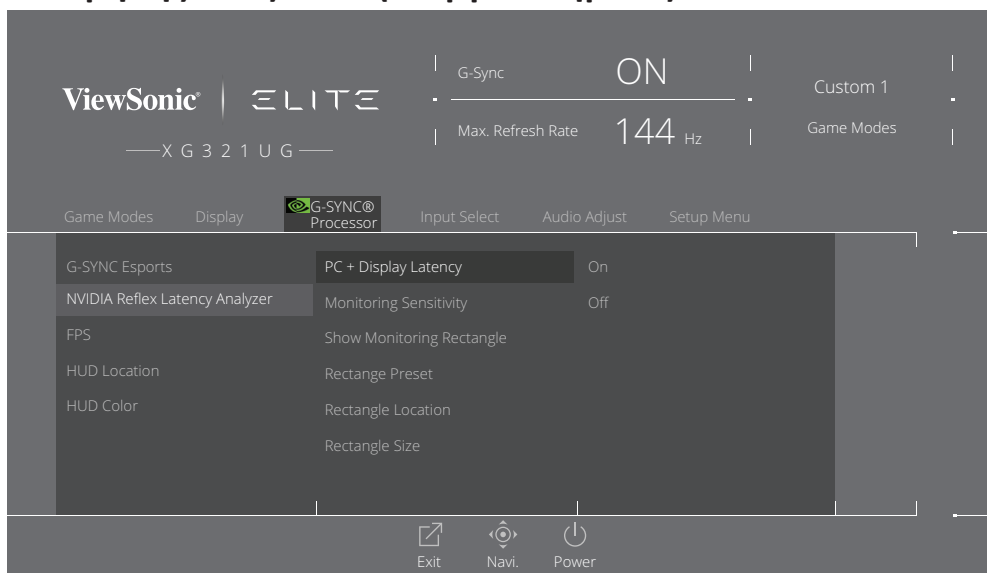 ViewSonic® ELITE
XG321UG
G-Sync ON
Max. Refresh Rate 144 Hz
Custom 1
Game Modes
Game Modes Display G-SYNC® Processor Input Select Audio Adjust Setup Menu
G-SYNC Esports
NVIDIA Reflex Latency Analyzer
FPS
HUD Location
HUD Color
PC + Display Latency
Monitoring Sensitivity
Show Monitoring Rectangle
Rectange Preset
Rectangle Location
Rectangle Size
On
Off
Exit Navi. Power